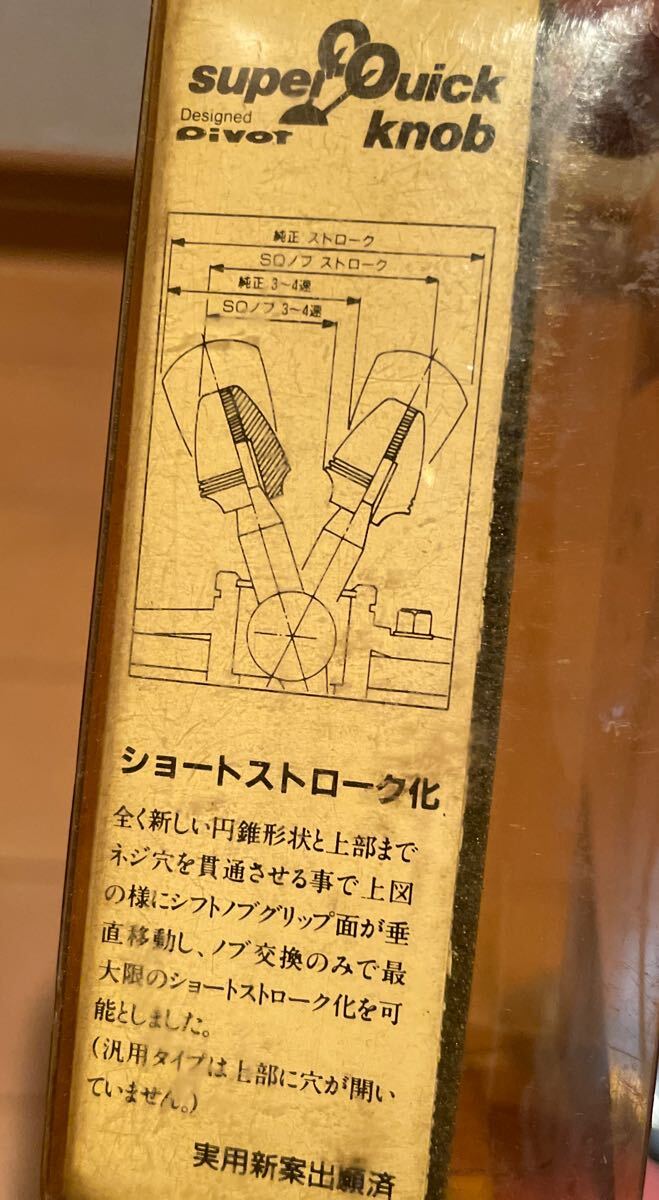 super Quick
Designed
Pivot
knob
純正 ストローク
SQノブ ストローク
純正 3〜4速
SQノブ 3〜4速
ショートストローク化
全く新しい円錐形状と上部まで
ネジ穴を貫通させる事で上図
の様にシフトノブグリップ面が垂
直移動し、ノブ交換のみで最
大限のショートストローク化を可
能としました。
(汎用タイプは上部に穴が開い
ていません。)
実用新案出願済